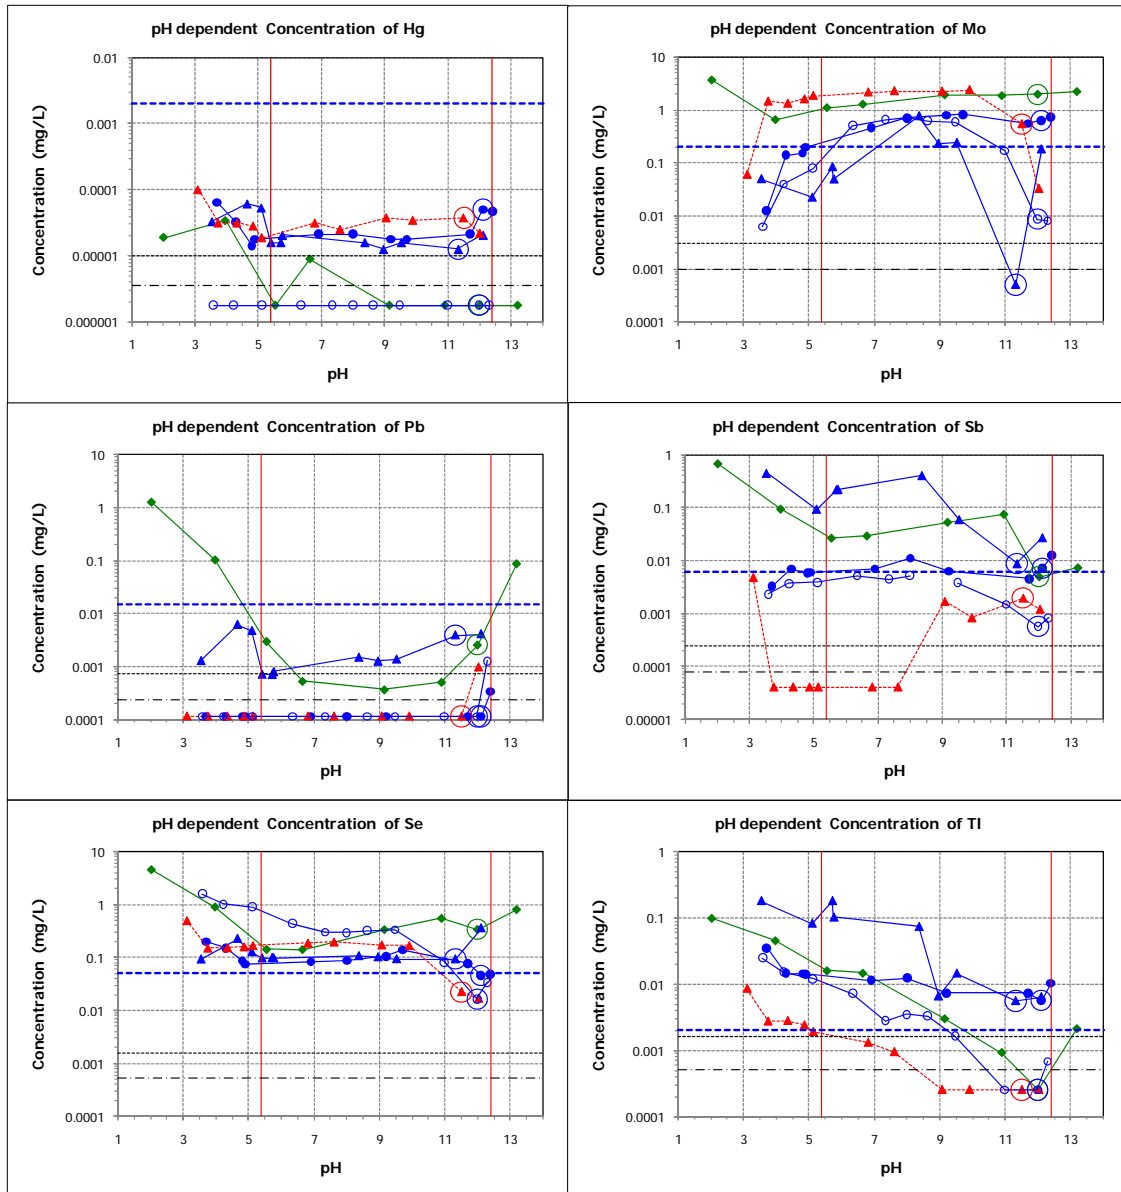 pH dependent Concentration of Hg
0.01
0.001
0.0001
0.00001
0.000001
Concentration (mg/L)
1 3 5 7 9 11 13
pH
pH dependent Concentration of Mo
10
1
0.1
0.01
0.001
0.0001
Concentration (mg/L)
1 3 5 7 9 11 13
pH
pH dependent Concentration of Pb
10
1
0.1
0.01
0.001
0.0001
Concentration (mg/L)
1 3 5 7 9 11 13
pH
pH dependent Concentration of Sb
1
0.1
0.01
0.001
0.0001
0.00001
Concentration (mg/L)
1 3 5 7 9 11 13
pH
pH dependent Concentration of Se
10
1
0.1
0.01
0.001
0.0001
Concentration (mg/L)
1 3 5 7 9 11 13
pH
pH dependent Concentration of Tl
1
0.1
0.01
0.001
0.0001
Concentration (mg/L)
1 3 5 7 9 11 13
pH